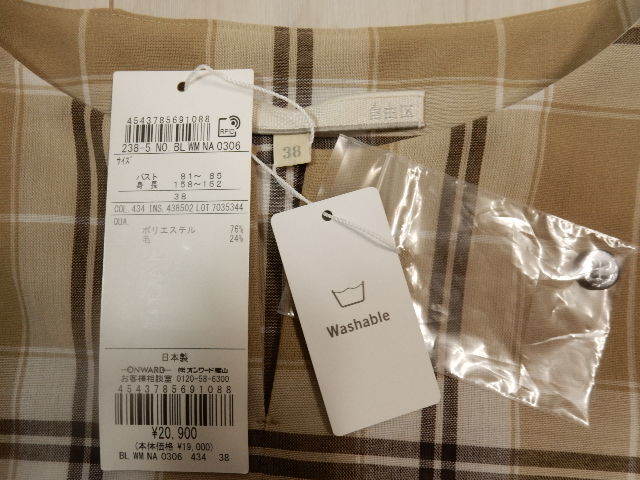 4543785691088
RFID
238-5 NO. BL WM NA 0306
サイズ
バスト 81～ 85
身長 158～162
38
COL. 434 INS. 438502 LOT 7035344
QUA.
ポリエステル 76%
毛 24%
日本製
ONWARD ㈱オンワード樫山
お客様相談室 0120-58-6300
4543785691088
¥20,900
(本体価格 ¥19,000)
BL WM NA 0306 434 38
自由区
38
Washable